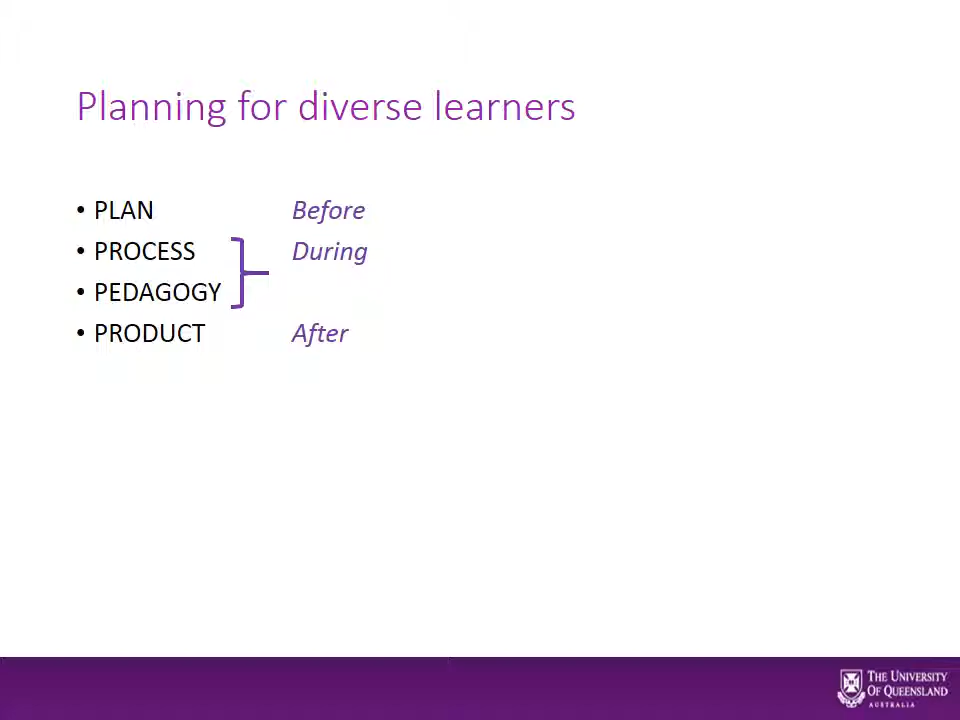 Planning for diverse learners
• PLAN Before
• PROCESS During
• PEDAGOGY
• PRODUCT After
THE UNIVERSITY
OF QUEENSLAND
AUSTRALIA